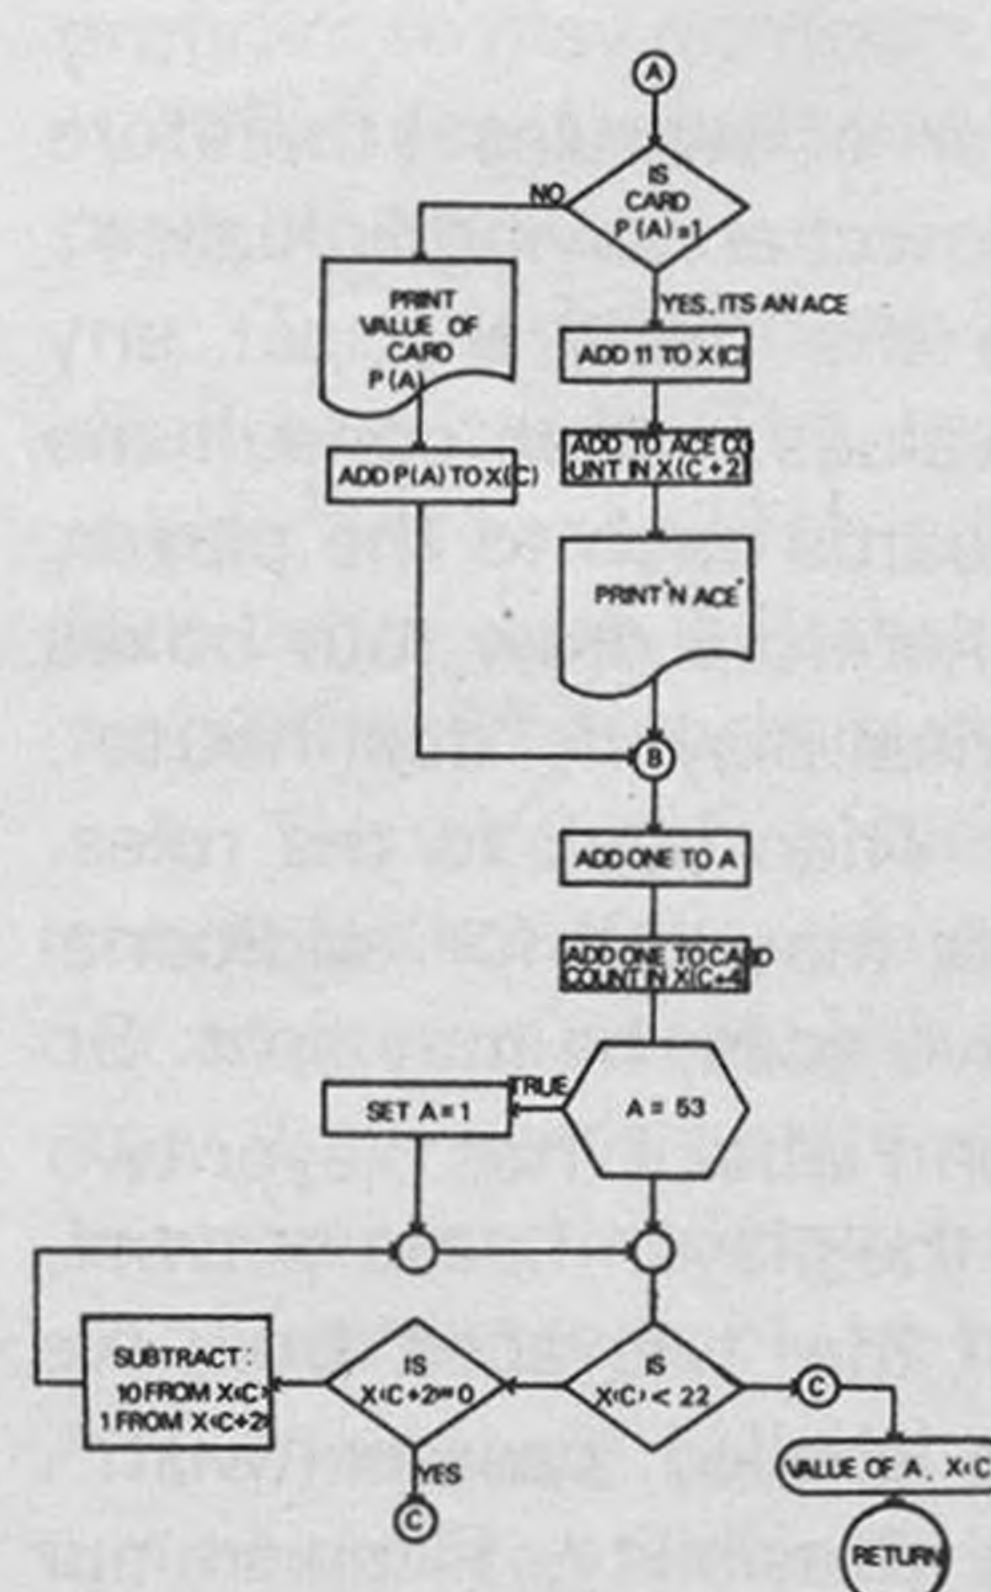 A
IS
CARD
P(A)=1
NO
YES, ITS AN ACE
PRINT
VALUE OF
CARD
P(A)
ADD 11 TO X(C)
ADD TO ACE CO
UNT IN X(C+2)
ADD P(A) TO X(C)
PRINT "N ACE"
B
ADD ONE TO A
ADD ONE TO CARD
COUNT IN X(C+4)
TRUE
A = 53
SET A=1
SUBTRACT:
10 FROM X(C)
1 FROM X(C+2)
IS
X(C+2)=0
IS
X(C)<22
C
YES
C
VALUE OF A, X(C
RETURN